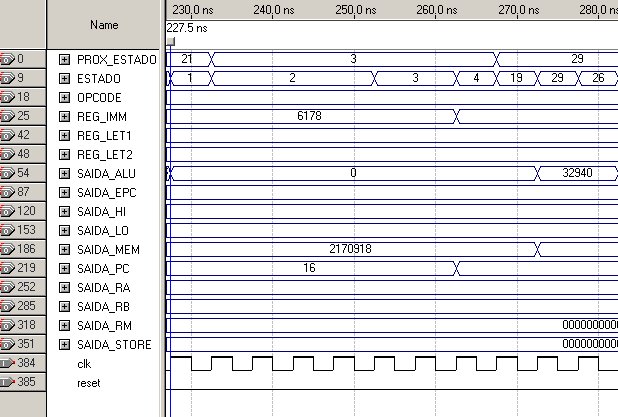 Name 230.0 ns 240.0 ns 250.0 ns 260.0 ns 270.0 ns 280.0
227.5 ns
0 PROX_ESTADO 21 3 29
9 ESTADO 1 2 3 4 19 29 26
18 OPCODE
25 REG_IMM 6178
42 REG_LET1
48 REG_LET2
54 SAIDA_ALU 0 32940
87 SAIDA_EPC
120 SAIDA_HI
153 SAIDA_LO
186 SAIDA_MEM 2170918
219 SAIDA_PC 16
252 SAIDA_RA
285 SAIDA_RB
318 SAIDA_RM 000000000
351 SAIDA_STORE 000000000
384 clk
385 reset